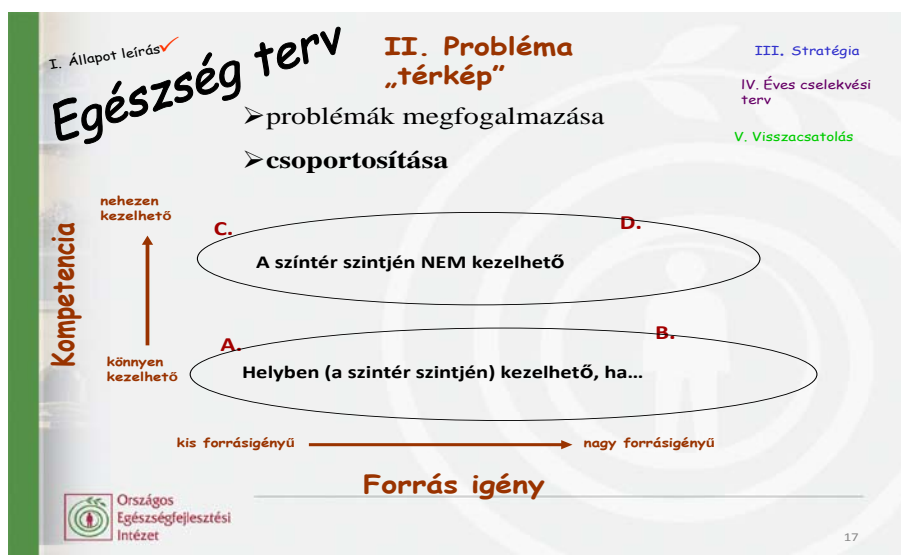 I. Állapot leírás
Egészség terv
II. Probléma
„térkép”
III. Stratégia
IV. Éves cselekvési
terv
V. Visszacsatolás
➢problémák megfogalmazása
➢csoportosítása
Kompetencia
nehezen
kezelhető
C.
D.
A színtér szintjén NEM kezelhető
A.
B.
könnyen
kezelhető
Helyben (a szintér szintjén) kezelhető, ha...
kis forrásigényű
nagy forrásigényű
Forrás igény
Országos
Egészségfejlesztési
Intézet
17